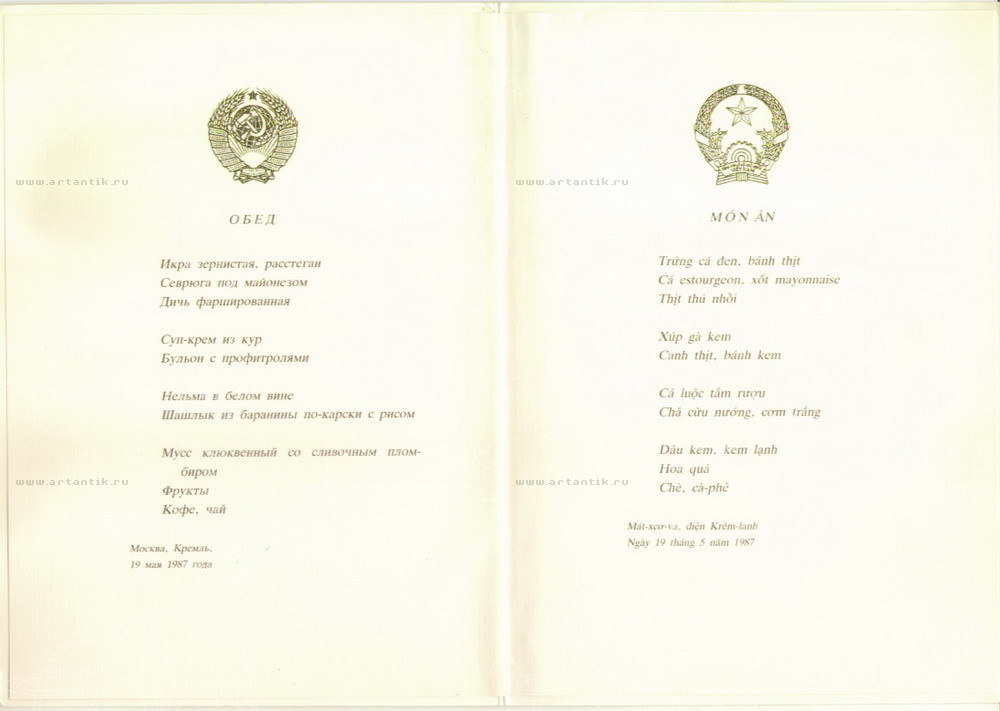 www.artantik.ru
ОБЕД
Икра зернистая, расстегаи
Севрюга под майонезом
Дичь фаршированная
Суп-крем из кур
Бульон с профитролями
Нельма в белом вине
Шашлык из баранины по-карски с рисом
Мусс клюквенный со сливочным плом-
биром
www.artantik.ru
Фрукты
Кофе, чай
Москва, Кремль,
19 мая 1987 года
www.artantik.ru
MÓN ĂN
Trứng cá đen, bánh thịt
Cá estourgeon, xốt mayonnaise
Thịt thú nhồi
Xúp gà kem
Canh thịt, bánh kem
Cá luộc tẩm rượu
Chả cừu nướng, cơm trắng
Dâu kem, kem lạnh
Hoa quả
www.artantik.ru
Chè, cà-phê
Mát-xcơ-va, điện Krêm-lanh
Ngày 19 tháng 5 năm 1987